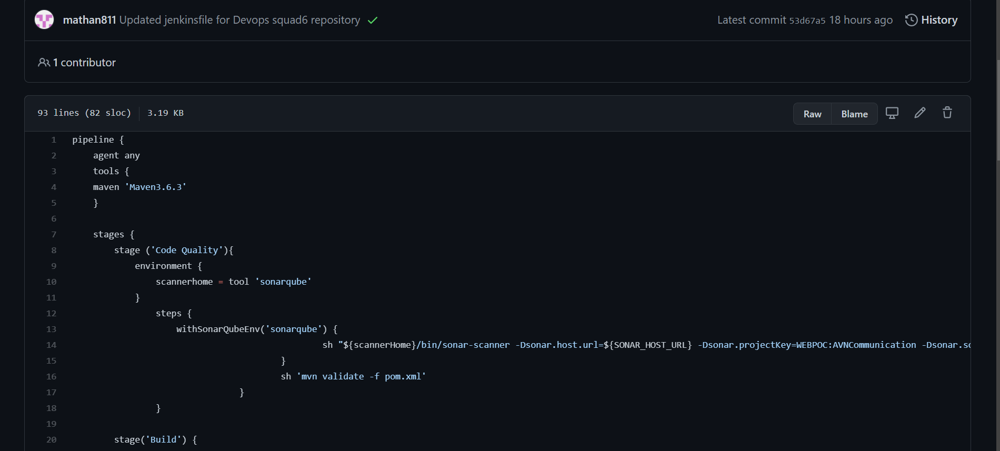 mathan811 Updated jenkinsfile for Devops squad6 repository
Latest commit 53d67a5 18 hours ago History
1 contributor
93 lines (82 sloc) 3.19 KB
Raw Blame
1 pipeline {
2 agent any
3 tools {
4 maven 'Maven3.6.3'
5 }
6
7 stages {
8 stage ('Code Quality'){
9 environment {
10 scannerhome = tool 'sonarqube'
11 }
12 steps {
13 withSonarQubeEnv('sonarqube') {
14 sh "${scannerHome}/bin/sonar-scanner -Dsonar.host.url=${SONAR_HOST_URL} -Dsonar.projectKey=WEBPOC:AVNCommunication -Dsonar.so
15 }
16 sh 'mvn validate -f pom.xml'
17 }
18 }
19
20 stage('Build') {